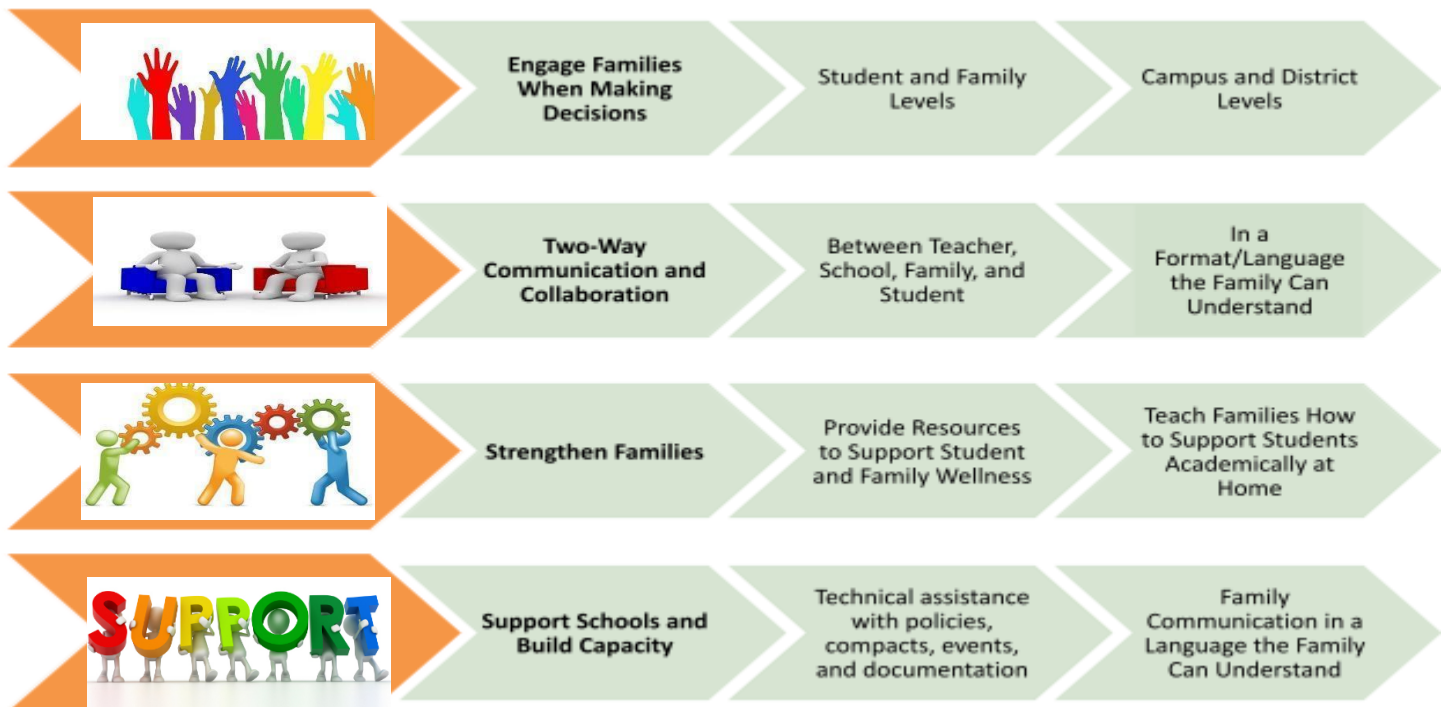 Engage Families
When Making
Decisions
Student and Family
Levels
Campus and District
Levels
Two-Way
Communication and
Collaboration
Between Teacher,
School, Family, and
Student
In a
Format/Language
the Family Can
Understand
Strengthen Families
Provide Resources
to Support Student
and Family Wellness
Teach Families How
to Support Students
Academically at
Home
SUPPORT
Support Schools and
Build Capacity
Technical assistance
with policies,
compacts, events,
and documentation
Family
Communication in a
Language the Family
Can Understand